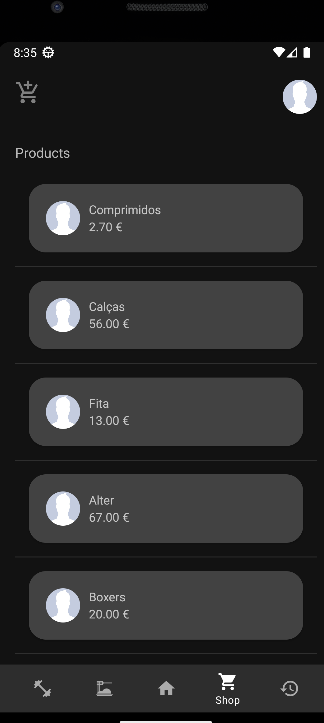 8:35
Products
Comprimidos
2.70 €
Calças
56.00 €
Fita
13.00 €
Alter
67.00 €
Boxers
20.00 €
Shop